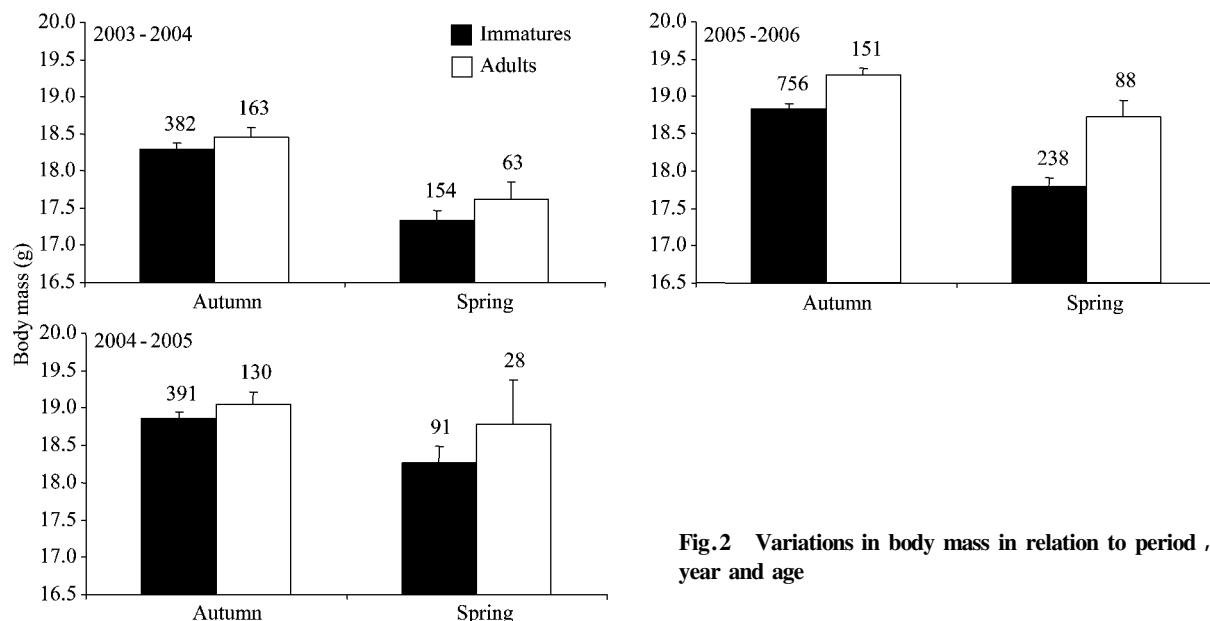 20.0
19.5
19.0
18.5
18.0
17.5
17.0
16.5
2003 - 2004
Immatures
Adults
382
163
154
63
Autumn
Spring
20.0
19.5
19.0
18.5
18.0
17.5
17.0
16.5
2005 - 2006
756
151
238
88
Autumn
Spring
Body mass (g)
20.0
19.5
19.0
18.5
18.0
17.5
17.0
16.5
2004 - 2005
391
130
91
28
Autumn
Spring
Fig.2 Variations in body mass in relation to period ,
year and age